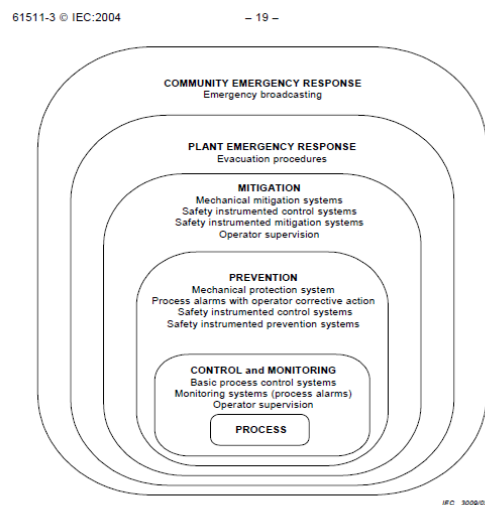 61511-3 © IEC:2004
– 19 –
COMMUNITY EMERGENCY RESPONSE
Emergency broadcasting
PLANT EMERGENCY RESPONSE
Evacuation procedures
MITIGATION
Mechanical mitigation systems
Safety instrumented control systems
Safety instrumented mitigation systems
Operator supervision
PREVENTION
Mechanical protection system
Process alarms with operator corrective action
Safety instrumented control systems
Safety instrumented prevention systems
CONTROL and MONITORING
Basic process control systems
Monitoring systems (process alarms)
Operator supervision
PROCESS
IEC